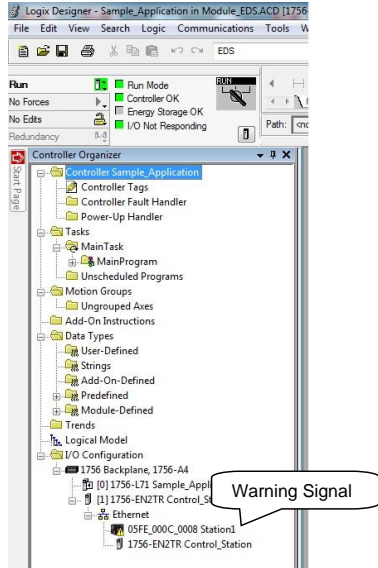 Logix Designer - Sample_Application in Module_EDS.ACD [1756
File Edit View Search Logic Communications Tools W
EDS
Run
No Forces
No Edits
Redundancy
Run Mode
Controller OK
Energy Storage OK
I/O Not Responding
RUN
Path: <no
Start Page
Controller Organizer
Controller Sample_Application
Controller Tags
Controller Fault Handler
Power-Up Handler
Tasks
MainTask
MainProgram
Unscheduled Programs
Motion Groups
Ungrouped Axes
Add-On Instructions
Data Types
User-Defined
Strings
Add-On-Defined
Predefined
Module-Defined
Trends
Logical Model
I/O Configuration
1756 Backplane, 1756-A4
[0] 1756-L71 Sample_Appli
[1] 1756-EN2TR Control_St
Warning Signal
Ethernet
05FE_000C_0008 Station1
1756-EN2TR Control_Station